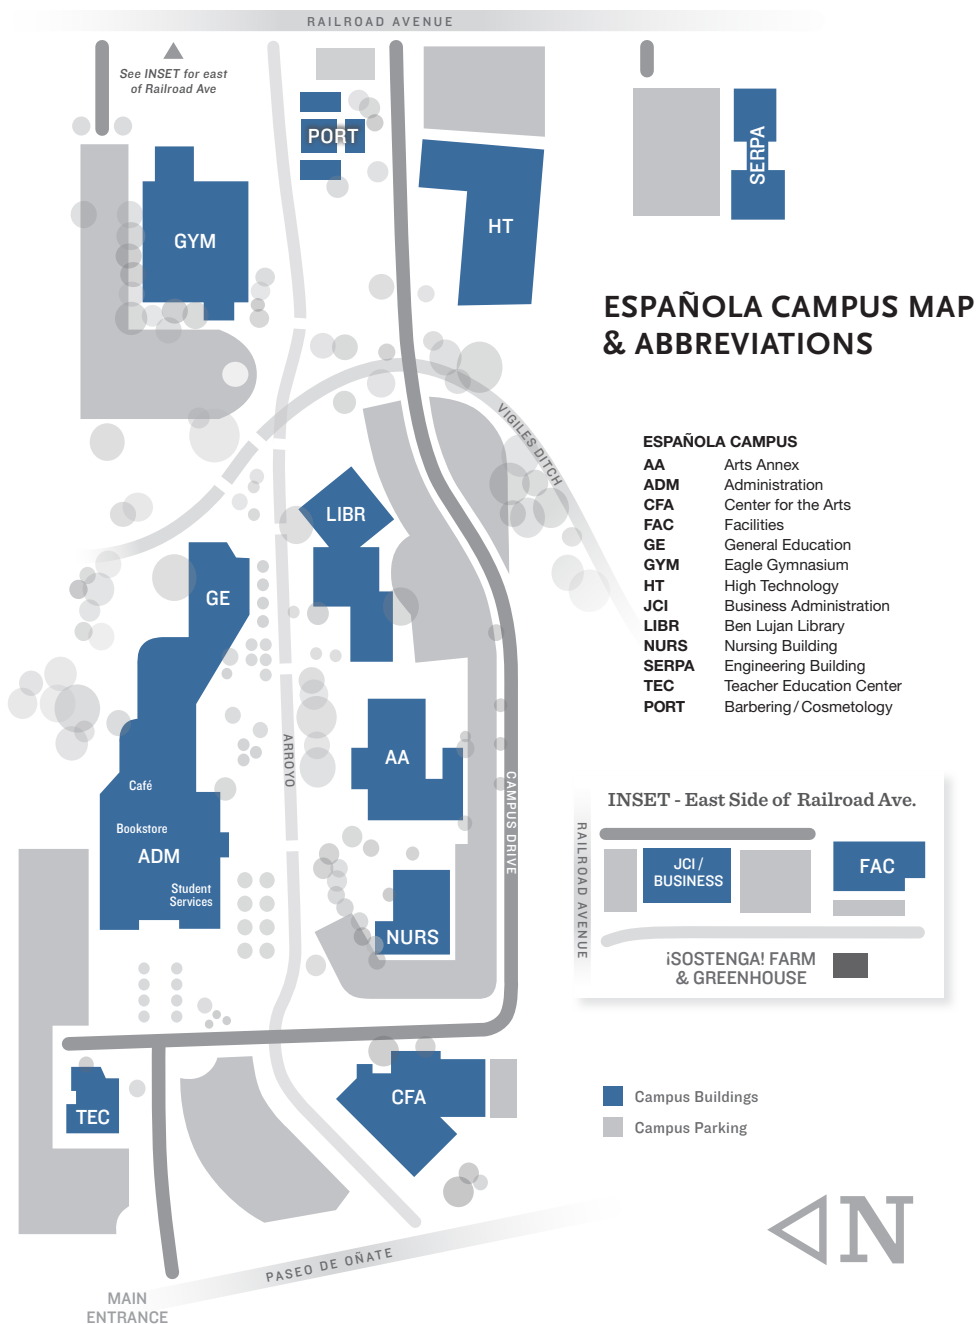 RAILROAD AVENUE
See INSET for east
of Railroad Ave
PORT
SERPA
HT
GYM
ESPAÑOLA CAMPUS MAP
& ABBREVIATIONS
VIGILES DITCH
ESPAÑOLA CAMPUS
AA Arts Annex
ADM Administration
CFA Center for the Arts
FAC Facilities
GE General Education
GYM Eagle Gymnasium
HT High Technology
JCI Business Administration
LIBR Ben Lujan Library
NURS Nursing Building
SERPA Engineering Building
TEC Teacher Education Center
PORT Barbering/Cosmetology
LIBR
GE
ARROYO
AA
CAMPUS DRIVE
Café
Bookstore
ADM
Student
Services
NURS
INSET - East Side of Railroad Ave.
RAILROAD AVENUE
JCI /
BUSINESS
FAC
¡SOSTENGA! FARM
& GREENHOUSE
TEC
CFA
Campus Buildings
Campus Parking
N
PASEO DE OÑATE
MAIN
ENTRANCE